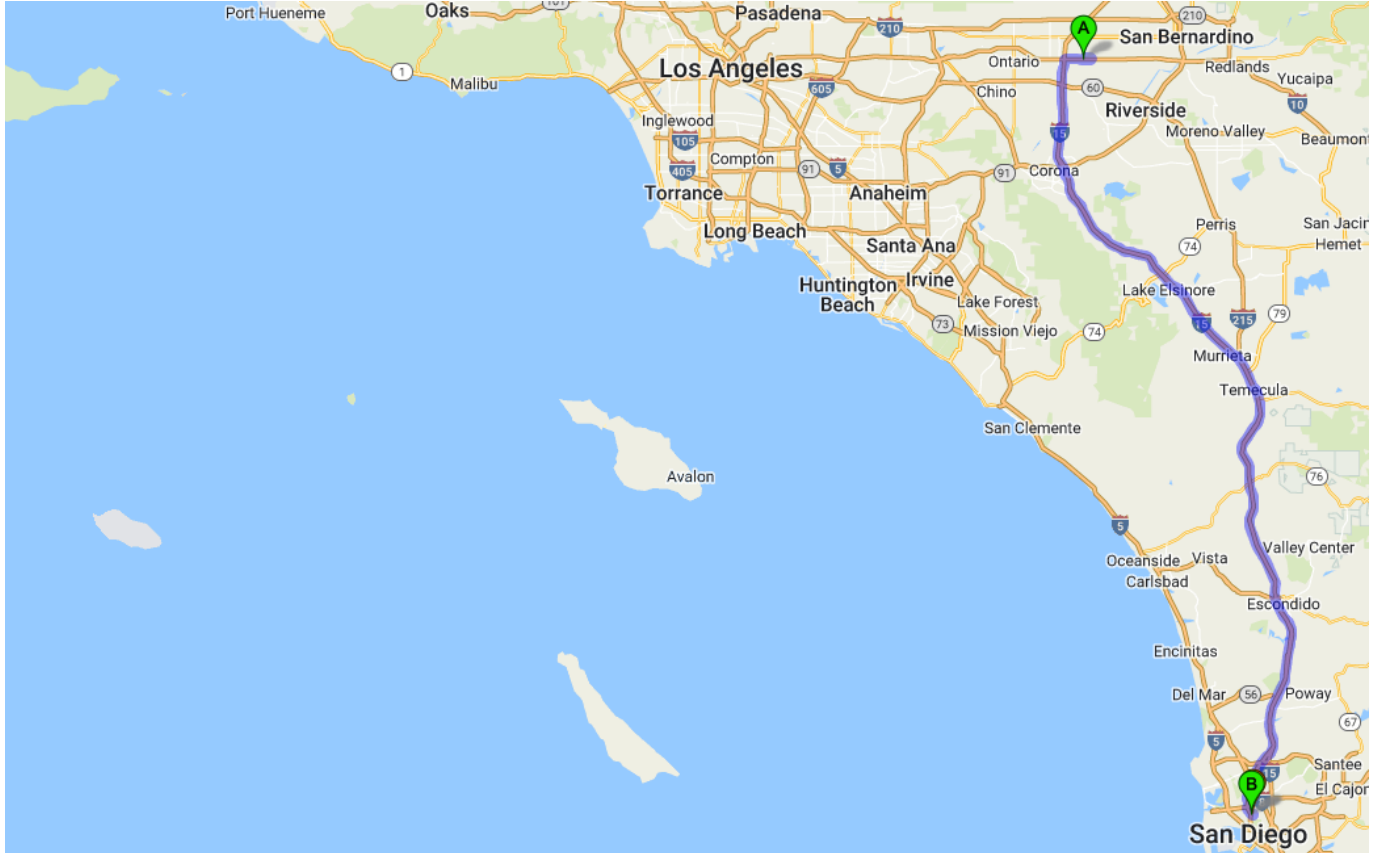 Port Hueneme
Oaks
101
Pasadena
210
210
A
San Bernardino
Los Angeles
1
Malibu
605
Ontario
Redlands
Yucaipa
Chino
60
10
Riverside
Inglewood
105
15
Moreno Valley
Beaumont
Compton
91
5
405
91
Corona
Torrance
Anaheim
Long Beach
Perris
San Jacin
Santa Ana
74
Hemet
Huntington
Beach
Irvine
Lake Elsinore
Lake Forest
73
Mission Viejo
74
15
215
79
Murrieta
Temecula
San Clemente
Avalon
76
5
Oceanside
Vista
Valley Center
Carlsbad
Escondido
Encinitas
Del Mar
56
Poway
67
5
15
Santee
B
El Cajon
San Diego